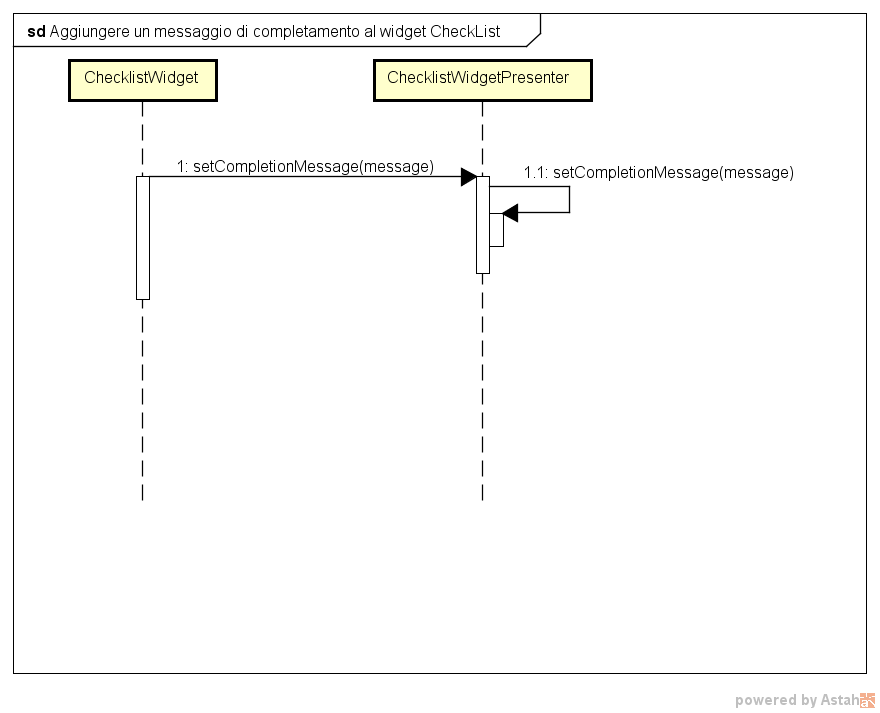 sd Aggiungere un messaggio di completamento al widget CheckList
ChecklistWidget
ChecklistWidgetPresenter
1: setCompletionMessage(message)
1.1: setCompletionMessage(message)
powered by Astah